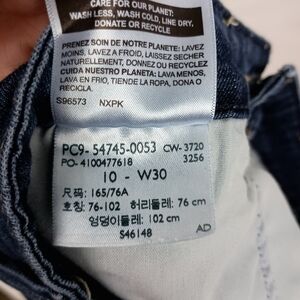 CARE FOR OUR PLANET:
WASH LESS, WASH COLD, LINE DRY,
DONATE OR RECYCLE
PRENEZ SOIN DE NOTRE PLANETE: LAVEZ
MOINS, LAVEZ A FROID, LAISSEZ SECHER
NATURELLEMENT, DONNEZ OU RECYCLEZ
CUIDA NUESTRO PLANETA: LAVA MENOS,
LAVA EN FRIO, TIENDE LA ROPA, DONA O
RECICLA.
S96573 NXPK
PC9- 54745-0053 CW- 3720
PO- 4100477618 3256
10 - W30
尺码: 165/76A
호칭: 76-102 허리둘레: 76 cm
엉덩이둘레: 102 cm
S46148 AD